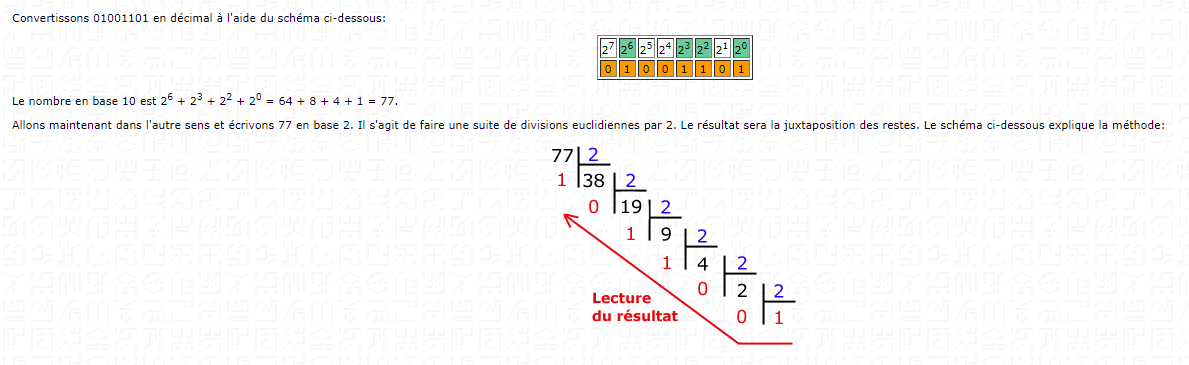 Convertissons 01001101 en décimal à l'aide du schéma ci-dessous:
2⁷ 2⁶ 2⁵ 2⁴ 2³ 2² 2¹ 2⁰
0 1 0 0 1 1 0 1
Le nombre en base 10 est 2⁶ + 2³ + 2² + 2⁰ = 64 + 8 + 4 + 1 = 77.
Allons maintenant dans l'autre sens et écrivons 77 en base 2. Il s'agit de faire une suite de divisions euclidiennes par 2. Le résultat sera la juxtaposition des restes. Le schéma ci-dessous explique la méthode:
77 2
1 38 2
0 19 2
1 9 2
1 4 2
0 2 2
0 1
Lecture
du résultat